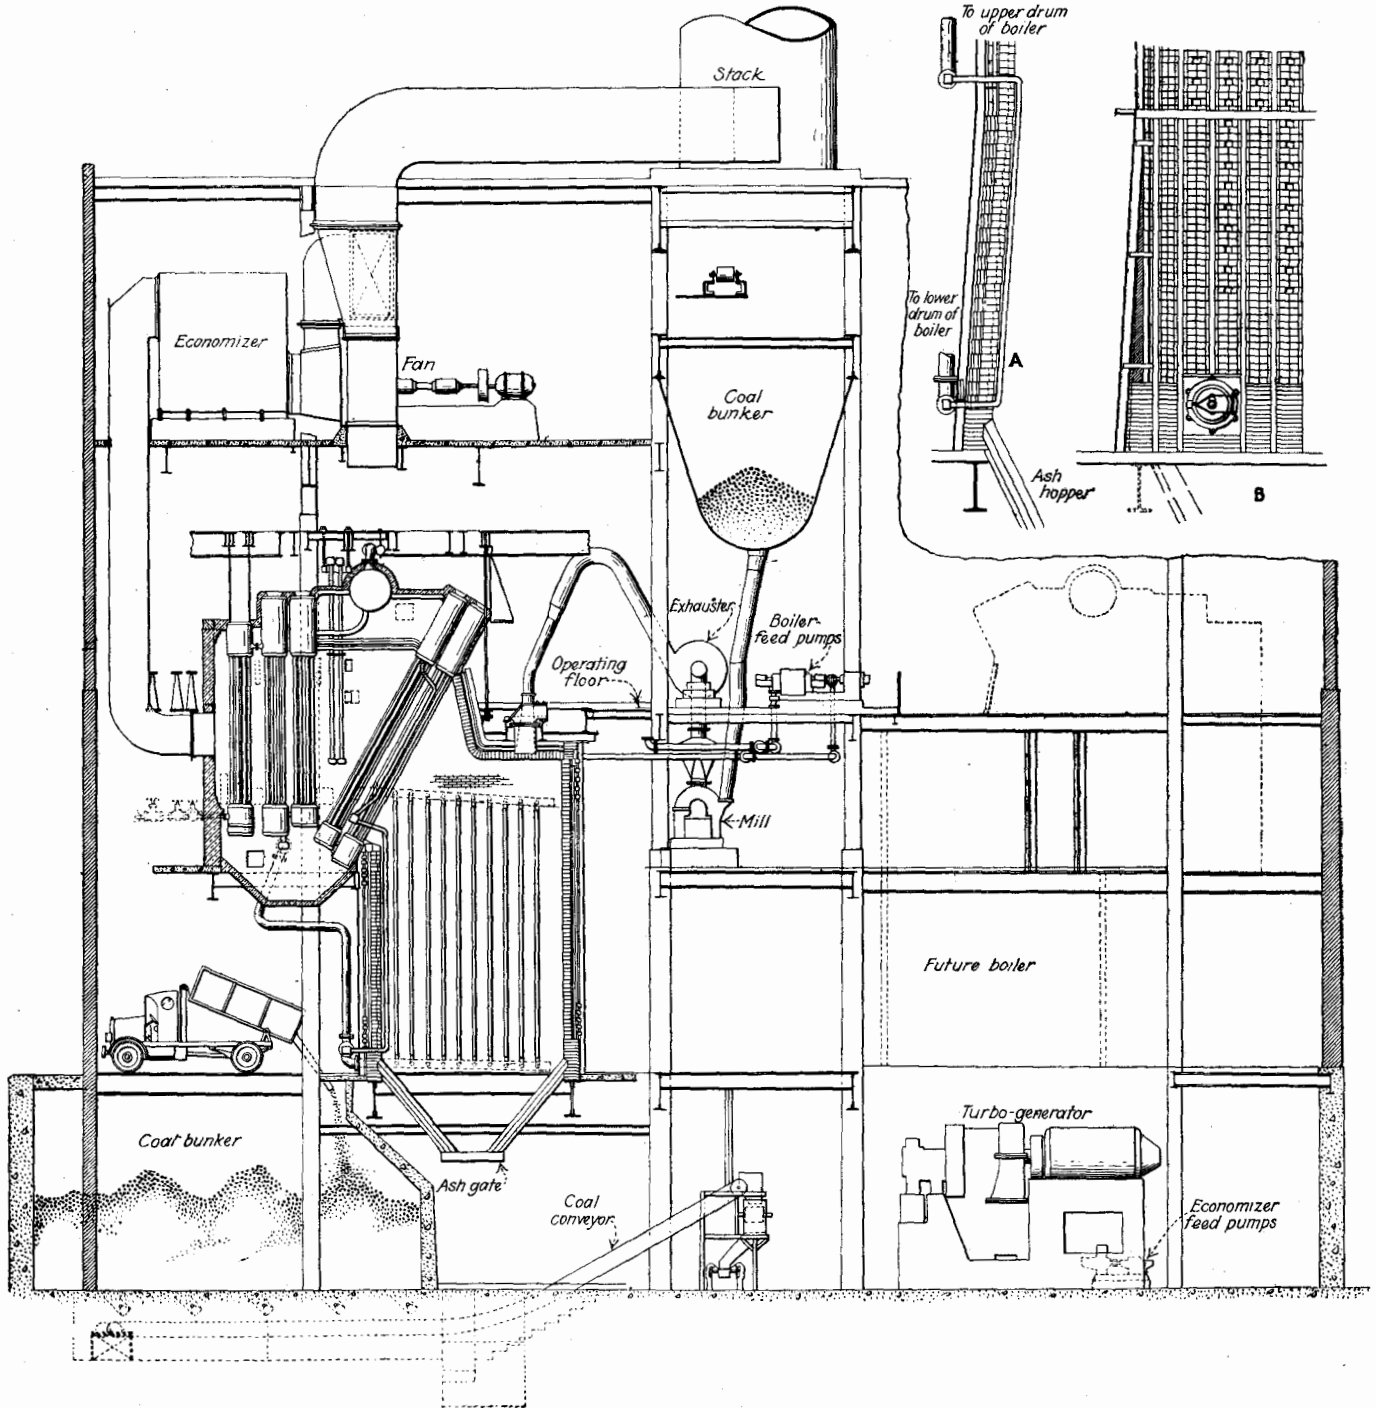 To upper drum
of boiler
Stack
To lower
drum of
boiler
A
Economizer
Fan
Coal
bunker
Ash
hopper
B
Exhauster
Boiler-
feed pumps
Operating
floor
Mill
Future boiler
Coal bunker
Turbo-generator
Ash gate
Coal
conveyor
Economizer
feed pumps